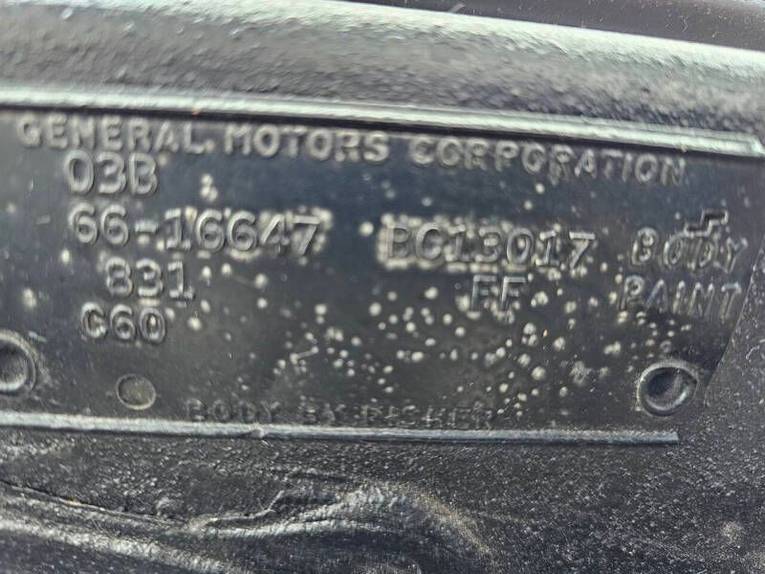 GENERAL MOTORS CORPORATION
03B
66-16647 BC13017 BODY
831 FF PAINT
C60
BODY BY FISHER